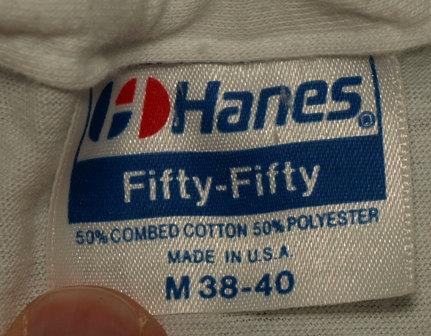 Hanes®
Fifty-Fifty
50% COMBED COTTON 50% POLYESTER
MADE IN U.S.A.
M 38-40